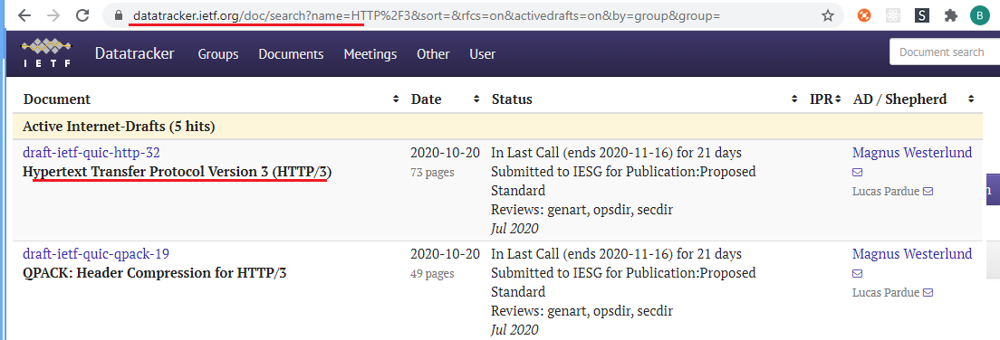 datatracker.ietf.org/doc/search?name=HTTP%2F3&sort=&rfcs=on&activedrafts=on&by=group&group=
S
B
IETF
Datatracker Groups Documents Meetings Other User Document search
Document Date Status IPR AD / Shepherd
Active Internet-Drafts (5 hits)
draft-ietf-quic-http-32 2020-10-20 In Last Call (ends 2020-11-16) for 21 days Magnus Westerlund
Hypertext Transfer Protocol Version 3 (HTTP/3) 73 pages Submitted to IESG for Publication:Proposed
Standard Lucas Pardue
Reviews: genart, opsdir, secdir
Jul 2020
draft-ietf-quic-qpack-19 2020-10-20 In Last Call (ends 2020-11-16) for 21 days Magnus Westerlund
QPACK: Header Compression for HTTP/3 49 pages Submitted to IESG for Publication:Proposed
Standard Lucas Pardue
Reviews: genart, opsdir, secdir
Jul 2020